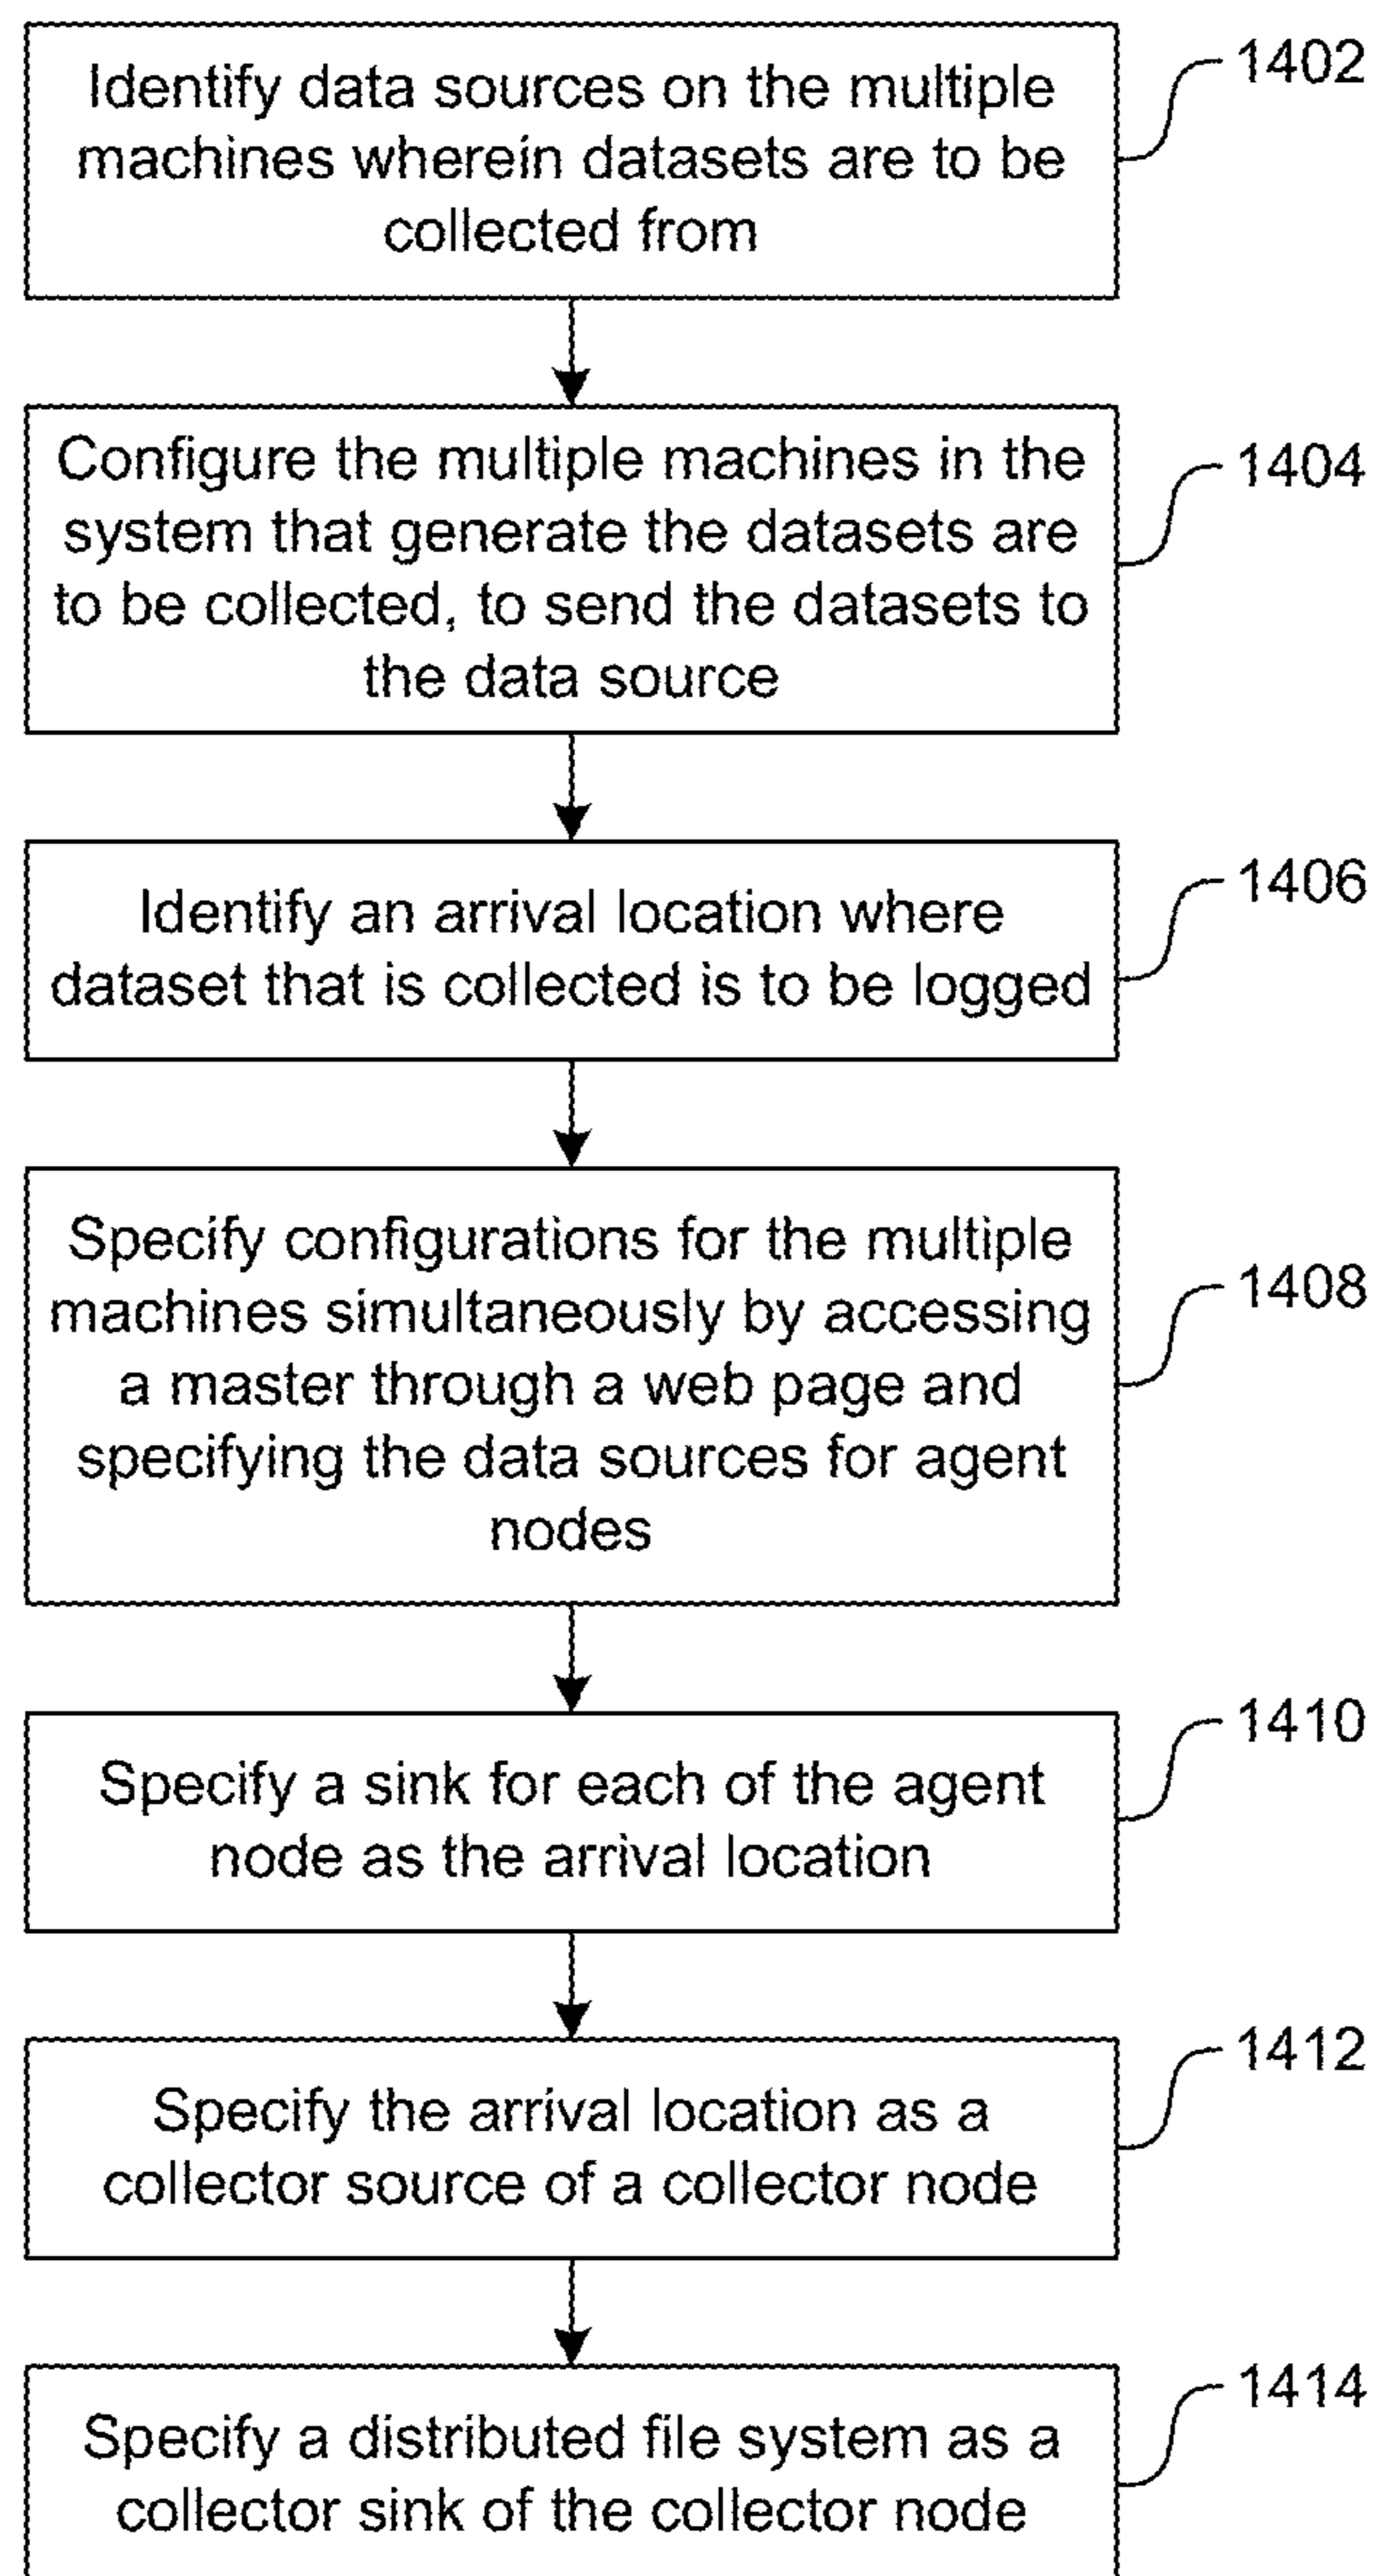 Identify data sources on the multiple
machines wherein datasets are to be
collected from
1402
Configure the multiple machines in the
system that generate the datasets are
to be collected, to send the datasets to
the data source
1404
Identify an arrival location where
dataset that is collected is to be logged
1406
Specify configurations for the multiple
machines simultaneously by accessing
a master through a web page and
specifying the data sources for agent
nodes
1408
Specify a sink for each of the agent
node as the arrival location
1410
Specify the arrival location as a
collector source of a collector node
1412
Specify a distributed file system as a
collector sink of the collector node
1414